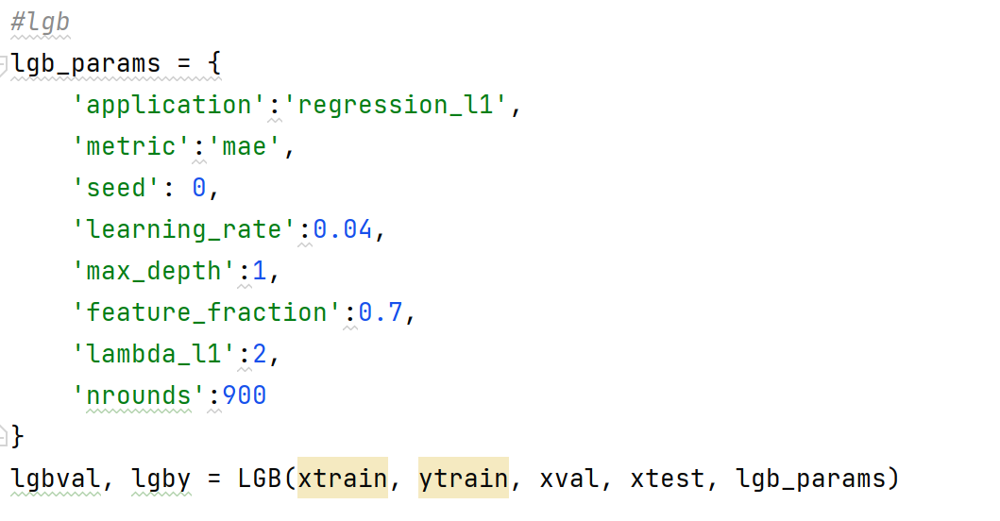 #lgb
lgb_params = {
    'application':'regression_l1',
    'metric':'mae',
    'seed': 0,
    'learning_rate':0.04,
    'max_depth':1,
    'feature_fraction':0.7,
    'lambda_l1':2,
    'nrounds':900
}
lgbval, lgby = LGB(xtrain, ytrain, xval, xtest, lgb_params)